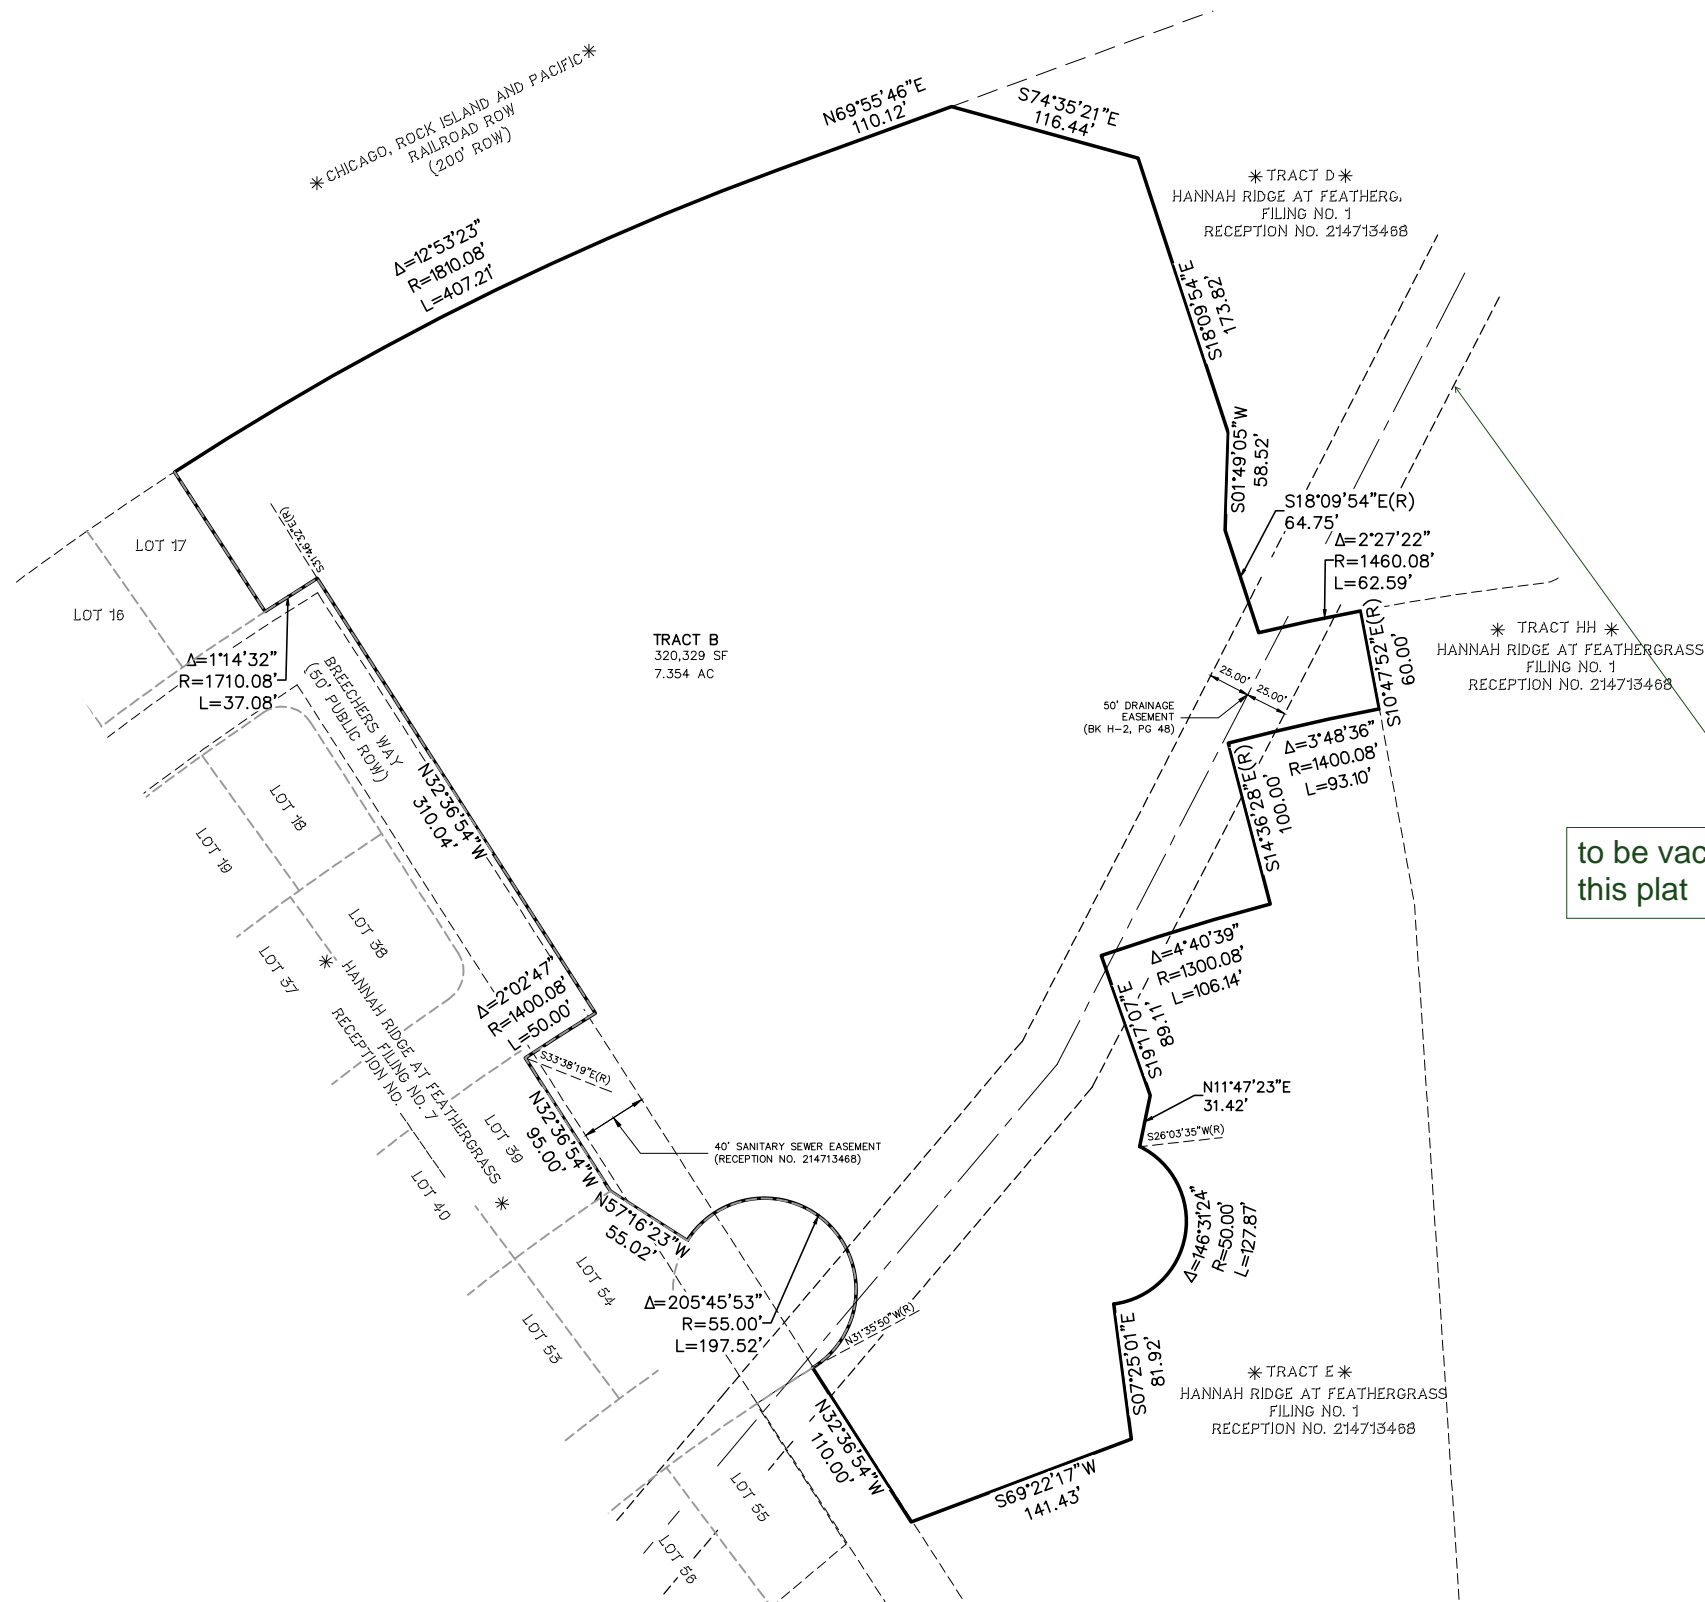 ✳ CHICAGO, ROCK ISLAND AND PACIFIC ✳
RAILROAD ROW
(200' ROW)
N69°55'46"E
110.12'
S74°35'21"E
116.44'
✳ TRACT D ✳
HANNAH RIDGE AT FEATHERG
FILING NO. 1
RECEPTION NO. 214713468
Δ=12°53'23"
R=1810.08'
L=407.21'
S18°09'54"E
173.82'
S01°49'05"W
58.52'
S18°09'54"E(R)
64.75'
Δ=2°27'22"
R=1460.08'
L=62.59'
S31°46'32"E(R)
LOT 17
LOT 16
Δ=1°14'32"
R=1710.08'
L=37.08'
BREECHERS WAY
(50' PUBLIC ROW)
TRACT B
320,329 SF
7.354 AC
S10°47'52"E(R)
60.00'
✳ TRACT HH ✳
HANNAH RIDGE AT FEATHERGRASS
FILING NO. 1
RECEPTION NO. 214713468
25.00'
25.00'
50' DRAINAGE
EASEMENT
(BK H-2, PG 48)
Δ=3°48'36"
R=1400.08'
L=93.10'
N32°36'54"W
310.04'
S14°36'28"E(R)
100.00'
LOT 18
LOT 19
LOT 38
LOT 37
to be vac
this plat
Δ=4°40'39"
R=1300.08'
L=106.14'
Δ=2°02'47"
R=1400.08'
L=50.00'
S33°38'19"E(R)
✳ HANNAH RIDGE AT FEATHERGRASS ✳
FILING NO. 7
RECEPTION NO.
S19°17'07"E
89.11'
N11°47'23"E
31.42'
S26°03'35"W(R)
N32°36'54"W
95.00'
40' SANITARY SEWER EASEMENT
(RECEPTION NO. 214713468)
LOT 39
LOT 40
N57°16'23"W
55.02'
Δ=146°31'24"
R=50.00'
L=127.87'
LOT 54
LOT 53
Δ=205°45'53"
R=55.00'
L=197.52'
N31°35'50"W(R)
S07°25'01"E
81.92'
✳ TRACT E ✳
HANNAH RIDGE AT FEATHERGRASS
FILING NO. 1
RECEPTION NO. 214713468
N32°36'54"W
110.00'
S69°22'17"W
141.43'
LOT 55
LOT 56